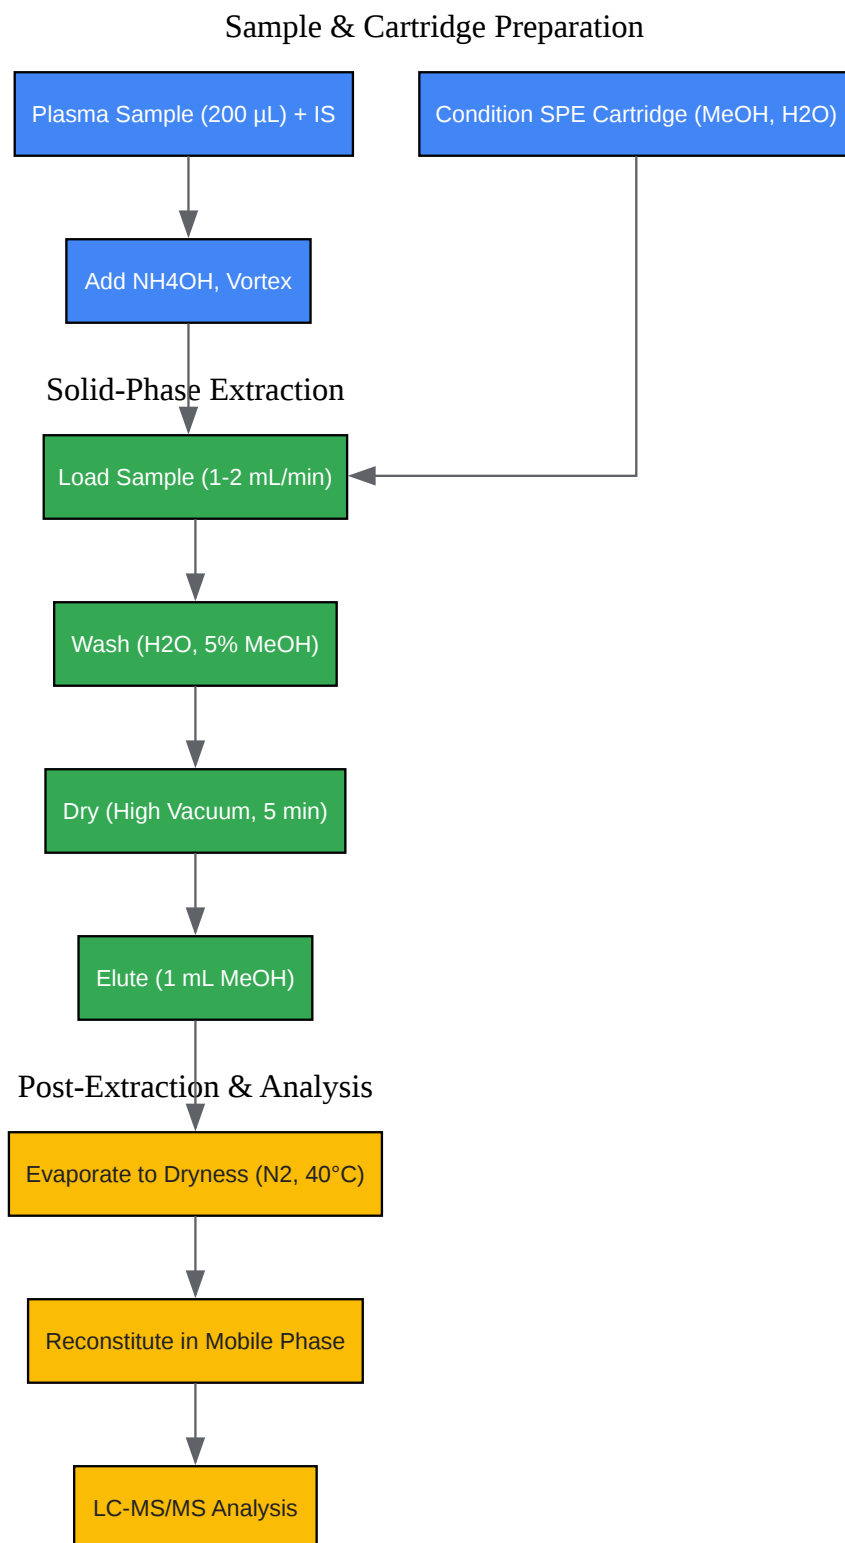 Sample & Cartridge Preparation
Plasma Sample (200 µL) + IS
Condition SPE Cartridge (MeOH, H2O)
Add NH4OH, Vortex
Solid-Phase Extraction
Load Sample (1-2 mL/min)
Wash (H2O, 5% MeOH)
Dry (High Vacuum, 5 min)
Elute (1 mL MeOH)
Post-Extraction & Analysis
Evaporate to Dryness (N2, 40°C)
Reconstitute in Mobile Phase
LC-MS/MS Analysis